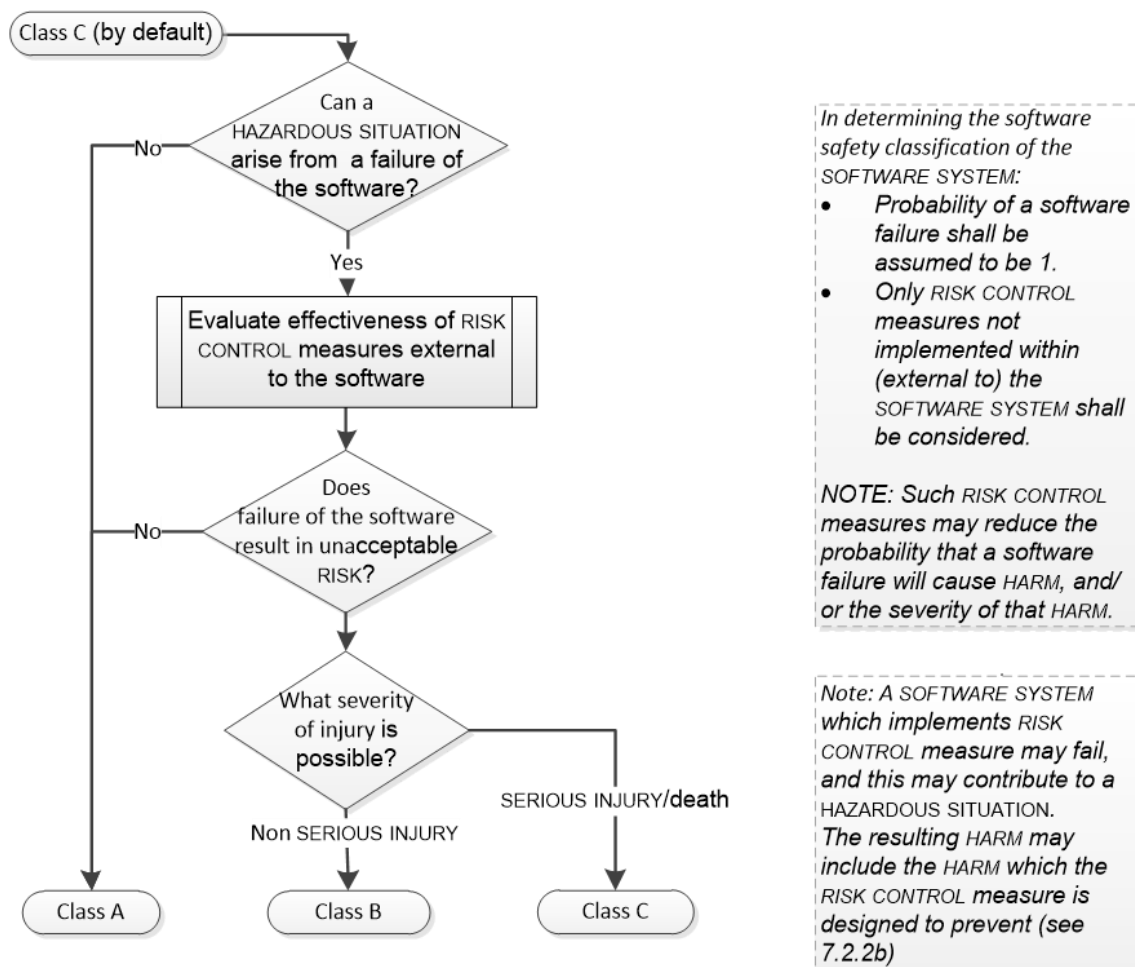 Class C (by default)
Can a
HAZARDOUS SITUATION
arise from a failure of
the software?
No
Yes
Evaluate effectiveness of RISK
CONTROL measures external
to the software
Does
failure of the software
result in unacceptable
RISK?
No
What severity
of injury is
possible?
SERIOUS INJURY/death
Non SERIOUS INJURY
Class A
Class B
Class C
In determining the software
safety classification of the
SOFTWARE SYSTEM:
• Probability of a software
failure shall be
assumed to be 1.
• Only RISK CONTROL
measures not
implemented within
(external to) the
SOFTWARE SYSTEM shall
be considered.
NOTE: Such RISK CONTROL
measures may reduce the
probability that a software
failure will cause HARM, and/
or the severity of that HARM.
Note: A SOFTWARE SYSTEM
which implements RISK
CONTROL measure may fail,
and this may contribute to a
HAZARDOUS SITUATION.
The resulting HARM may
include the HARM which the
RISK CONTROL measure is
designed to prevent (see
7.2.2b)